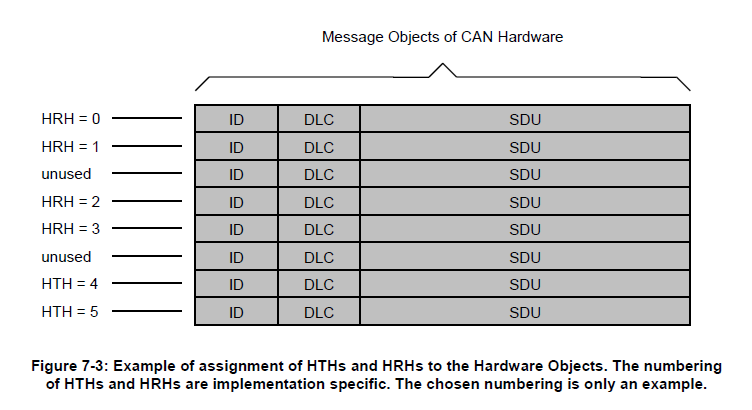 Message Objects of CAN Hardware
HRH = 0 ID DLC SDU
HRH = 1 ID DLC SDU
unused ID DLC SDU
HRH = 2 ID DLC SDU
HRH = 3 ID DLC SDU
unused ID DLC SDU
HTH = 4 ID DLC SDU
HTH = 5 ID DLC SDU
Figure 7-3: Example of assignment of HTHs and HRHs to the Hardware Objects. The numbering
of HTHs and HRHs are implementation specific. The chosen numbering is only an example.